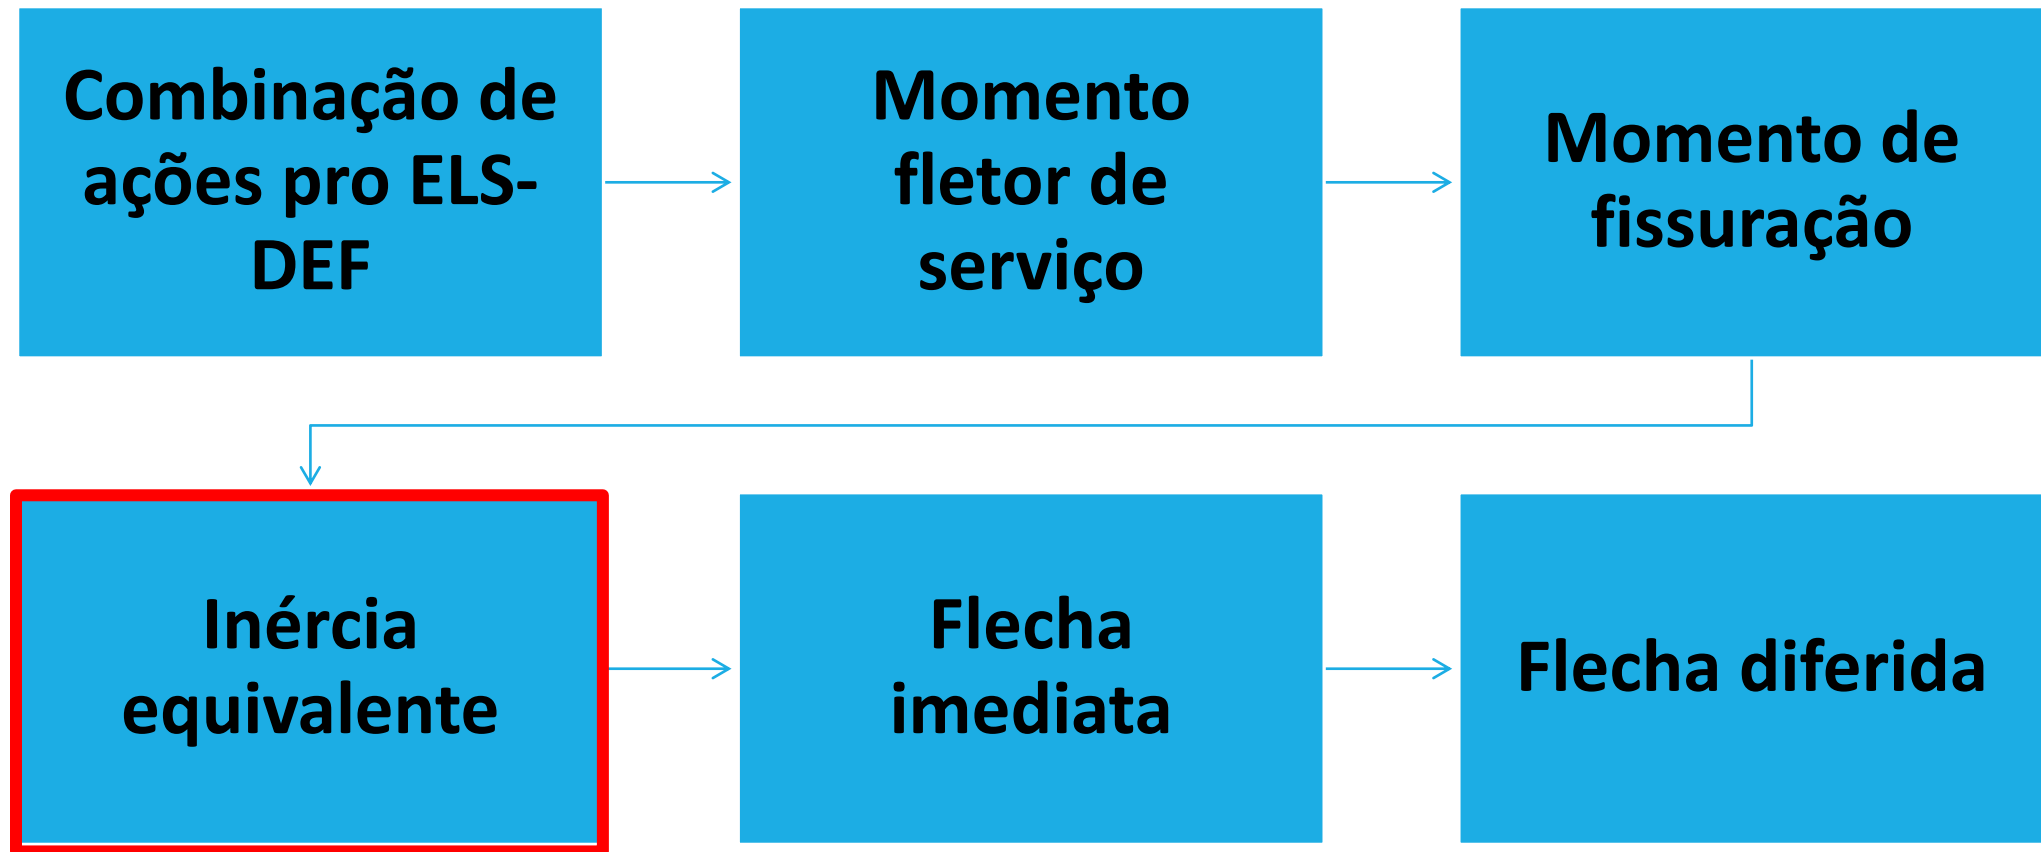 Combinação de
ações pro ELS-
DEF
Momento
fletor de
serviço
Momento de
fissuração
Inércia
equivalente
Flecha
imediata
Flecha diferida